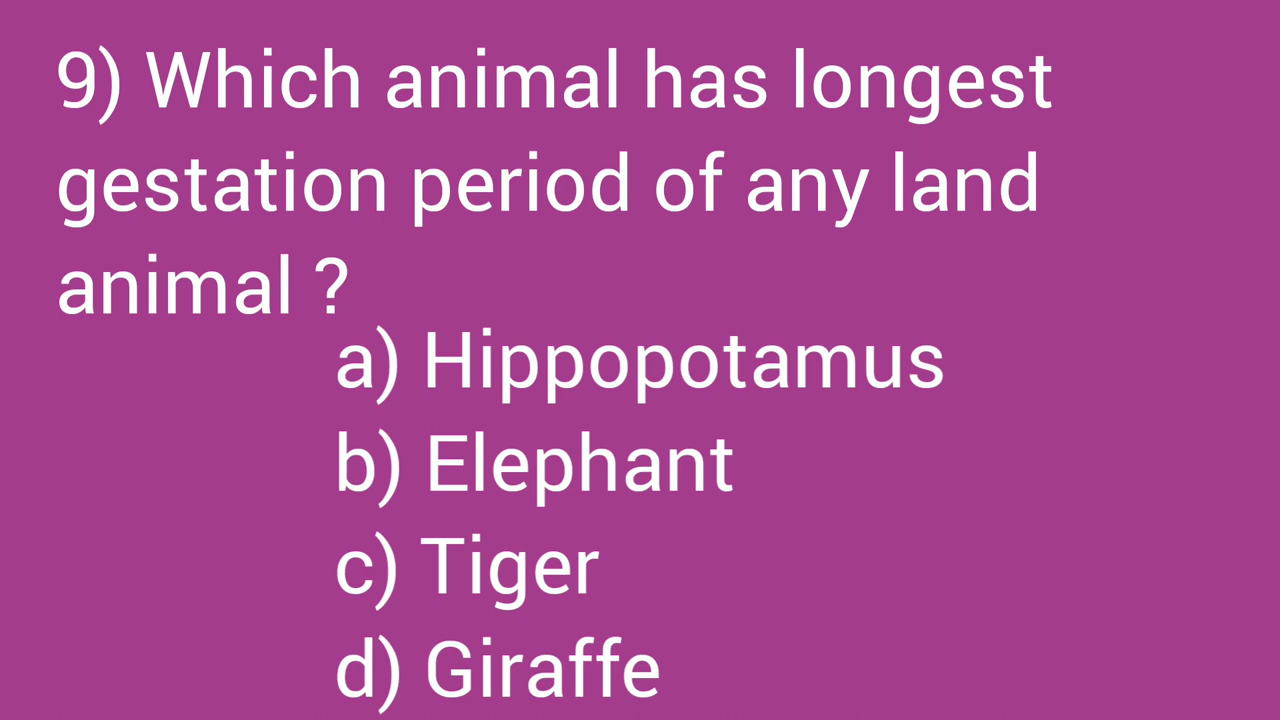 9) Which animal has longest
gestation period of any land
animal ?
a) Hippopotamus
b) Elephant
c) Tiger
d) Giraffe